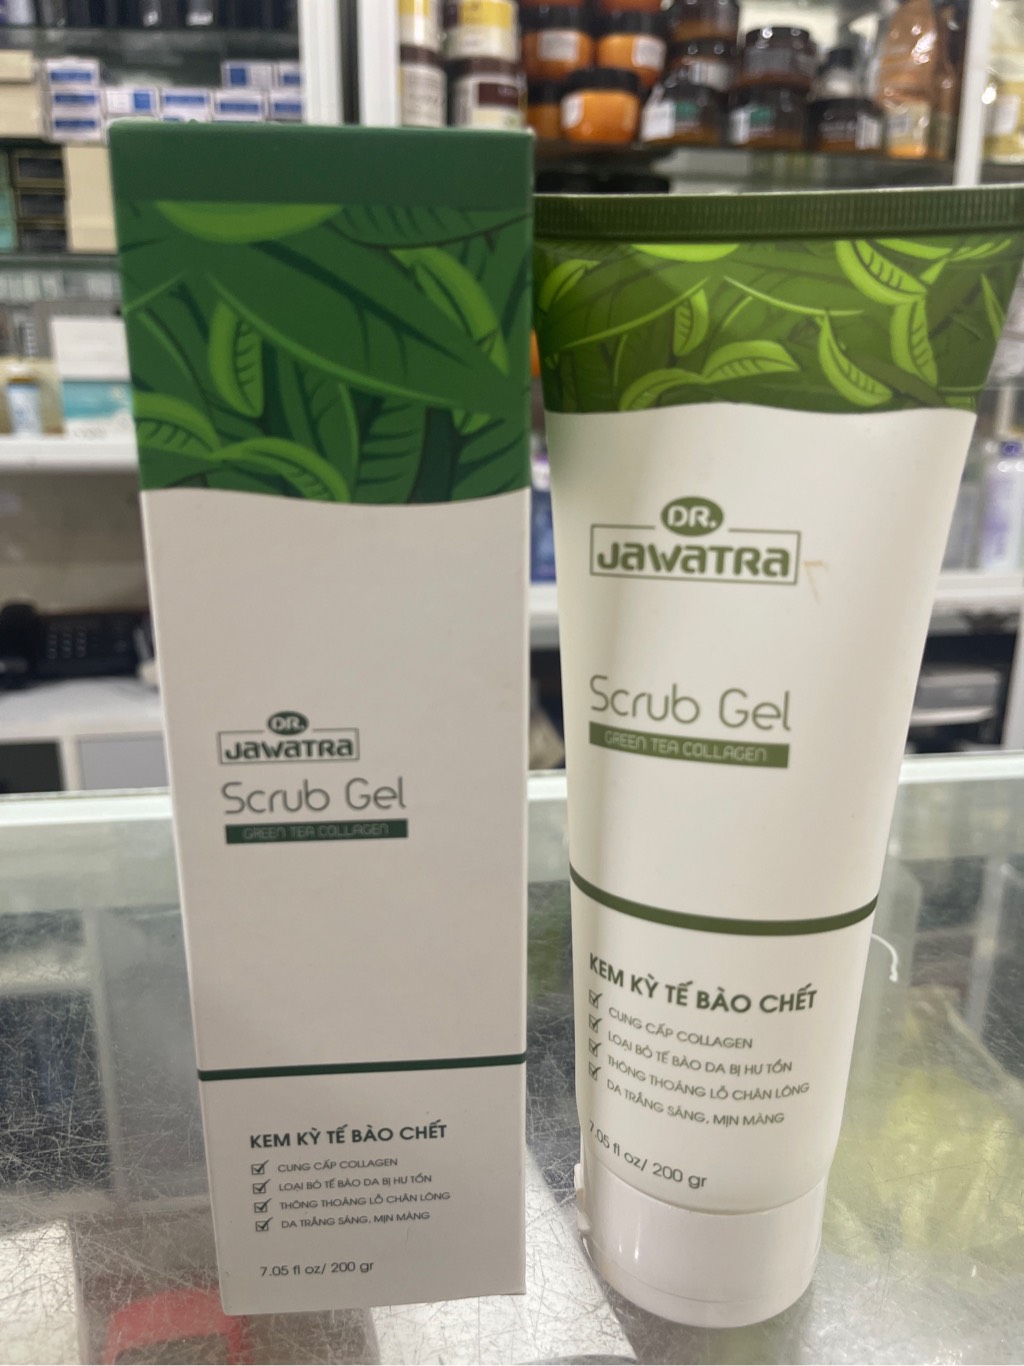 DR.
JAWATRA
Scrub Gel
GREEN TEA COLLAGEN
KEM KỲ TẾ BÀO CHẾT
CUNG CẤP COLLAGEN
LOẠI BỎ TẾ BÀO DA BỊ HƯ TỔN
THÔNG THOÁNG LỖ CHÂN LÔNG
DA TRẮNG SÁNG, MỊN MÀNG
7.05 fl oz/ 200 gr
DR.
JAWATRA
Scrub Gel
GREEN TEA COLLAGEN
KEM KỲ TẾ BÀO CHẾT
CUNG CẤP COLLAGEN
LOẠI BỎ TẾ BÀO DA BỊ HƯ TỔN
THÔNG THOÁNG LỖ CHÂN LÔNG
DA TRẮNG SÁNG, MỊN MÀNG
7.05 fl oz/ 200 gr